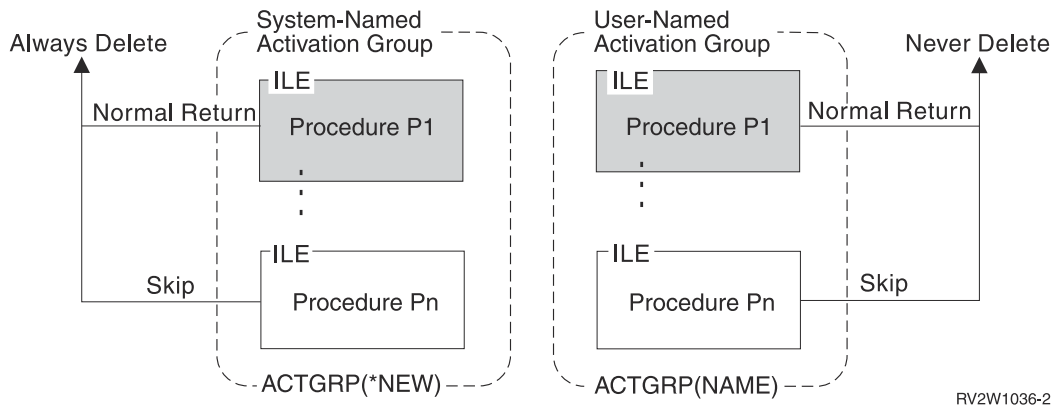 System-Named
Activation Group
User-Named
Activation Group
Always Delete
Never Delete
ILE
ILE
Normal Return
Procedure P1
Procedure P1
Normal Return
ILE
ILE
Skip
Procedure Pn
Procedure Pn
Skip
ACTGRP(*NEW)
ACTGRP(NAME)
RV2W1036-2